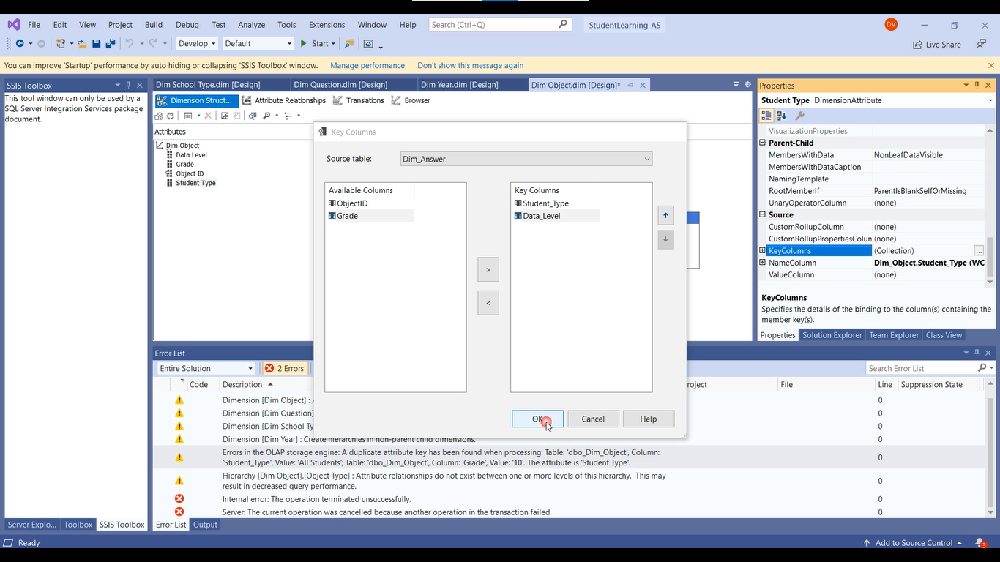 File Edit View Project Build Debug Test Analyze Tools Extensions Window Help Search (Ctrl+Q) StudentLearning_AS DV
Develop Default Start Live Share
You can improve 'Startup' performance by auto hiding or collapsing 'SSIS Toolbox' window. Manage performance Don't show this message again
SSIS Toolbox
This tool window can only be used by a
SQL Server Integration Services package
document.
Server Explo... Toolbox SSIS Toolbox
Dim School Type.dim [Design] Dim Question.dim [Design] Dim Year.dim [Design] Dim Object.dim [Design]*
Dimension Struct... Attribute Relationships Translations Browser
Attributes
Dim Object
Data Level
Grade
Object ID
Student Type
Key Columns
Source table: Dim_Answer
Available Columns
ObjectID
Grade
>
<
Key Columns
Student_Type
Data_Level
OK Cancel Help
Properties
Student Type DimensionAttribute
VisualizationProperties
Parent-Child
MembersWithData NonLeafDataVisible
MembersWithDataCaption
NamingTemplate
RootMemberIf ParentIsBlankSelfOrMissing
UnaryOperatorColumn (none)
Source
CustomRollupColumn (none)
CustomRollupPropertiesColun (none)
KeyColumns (Collection) ...
NameColumn Dim_Object.Student_Type (WC
ValueColumn (none)
KeyColumns
Specifies the details of the binding to the column(s) containing the
member key(s).
Properties Solution Explorer Team Explorer Class View
Error List
Entire Solution 2 Errors Search Error List
Code Description roject File Line Suppression State
Dimension [Dim Object] : 0
Dimension [Dim Question] 0
Dimension [Dim School Ty 0
Dimension [Dim Year] : Create hierarchies in non-parent child dimensions. 0
Errors in the OLAP storage engine: A duplicate attribute key has been found when processing: Table: 'dbo_Dim_Object', Column:
'Student_Type', Value: 'All Students'; Table: 'dbo_Dim_Object', Column: 'Grade', Value: '10'. The attribute is 'Student Type'. 0
Hierarchy [Dim Object].[Object Type] : Attribute relationships do not exist between one or more levels of this hierarchy. This may
result in decreased query performance. 0
Internal error: The operation terminated unsuccessfully. 0
Server: The current operation was cancelled because another operation in the transaction failed. 0
Error List Output
Ready Add to Source Control 3